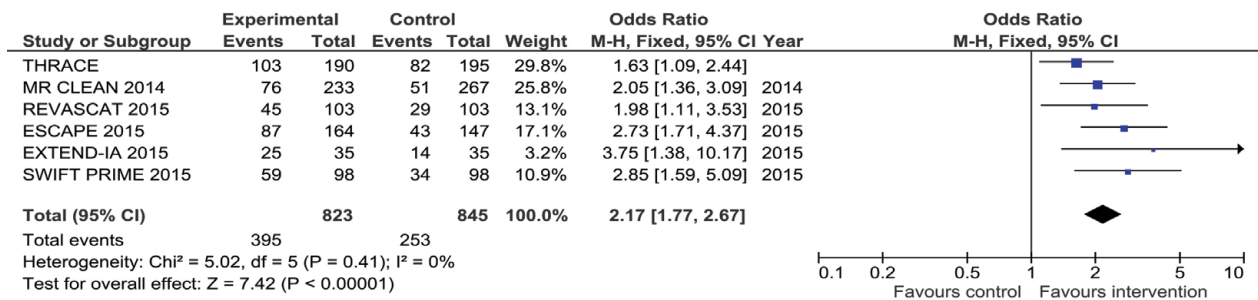 Experimental Control Odds Ratio Odds Ratio
Study or Subgroup Events Total Events Total Weight M-H, Fixed, 95% CI Year M-H, Fixed, 95% CI
THRACE 103 190 82 195 29.8% 1.63 [1.09, 2.44]
MR CLEAN 2014 76 233 51 267 25.8% 2.05 [1.36, 3.09] 2014
REVASCAT 2015 45 103 29 103 13.1% 1.98 [1.11, 3.53] 2015
ESCAPE 2015 87 164 43 147 17.1% 2.73 [1.71, 4.37] 2015
EXTEND-IA 2015 25 35 14 35 3.2% 3.75 [1.38, 10.17] 2015
SWIFT PRIME 2015 59 98 34 98 10.9% 2.85 [1.59, 5.09] 2015
Total (95% CI) 823 845 100.0% 2.17 [1.77, 2.67]
Total events 395 253
Heterogeneity: Chi² = 5.02, df = 5 (P = 0.41); I² = 0%
Test for overall effect: Z = 7.42 (P < 0.00001)
0.1 0.2 0.5 1 2 5 10
Favours control Favours intervention